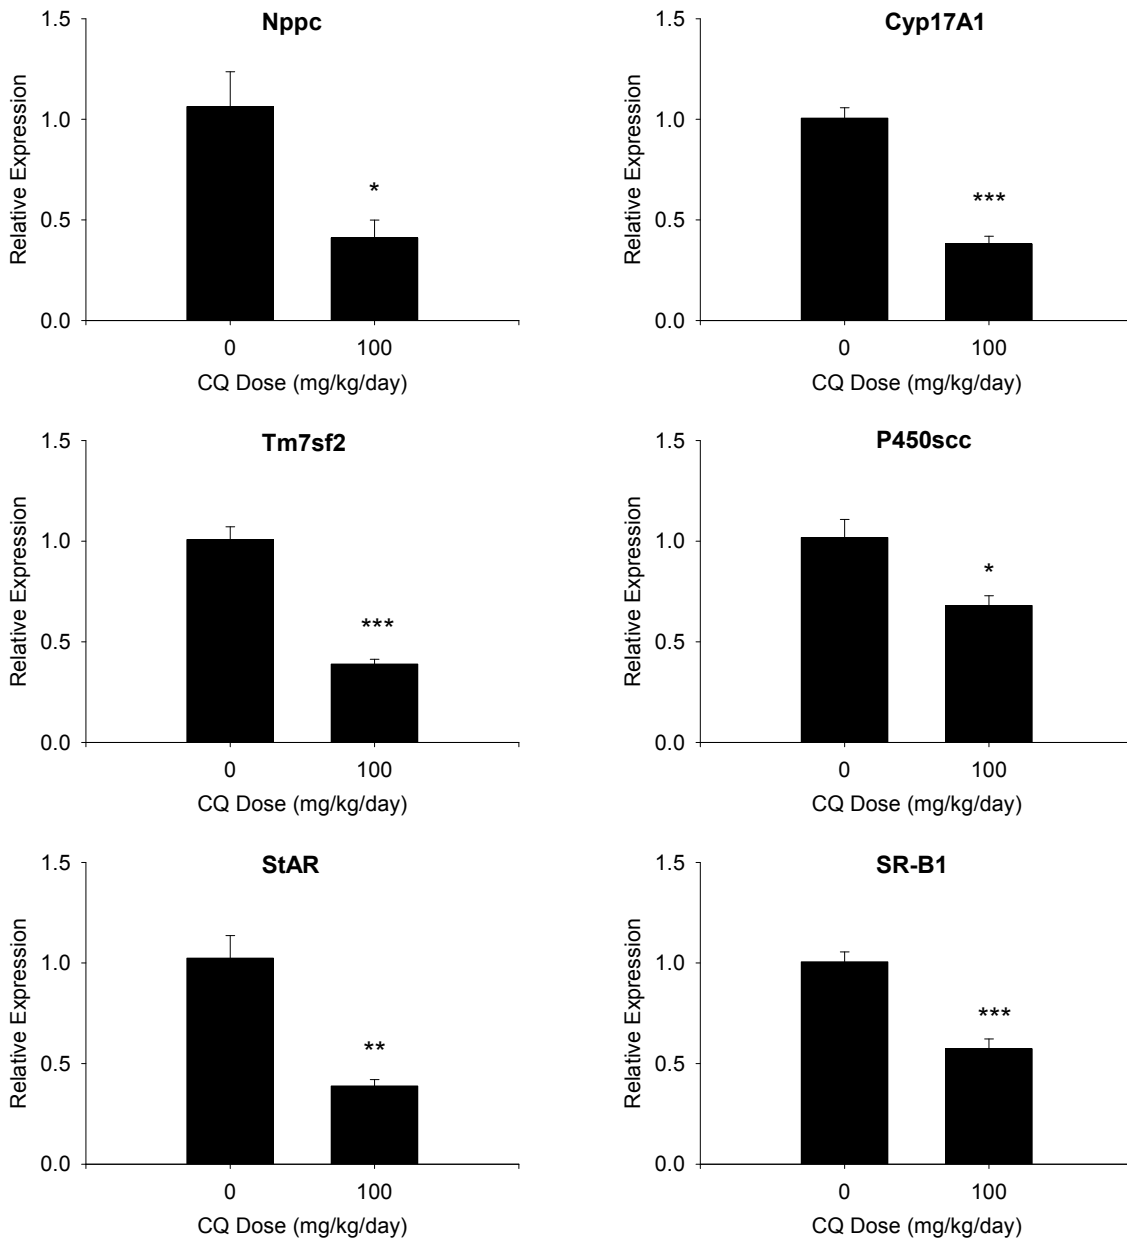 Nppc
1.5
1.0
0.5
0.0
Relative Expression
*
0 100
CQ Dose (mg/kg/day)
Cyp17A1
1.5
1.0
0.5
0.0
Relative Expression
***
0 100
CQ Dose (mg/kg/day)
Tm7sf2
1.5
1.0
0.5
0.0
Relative Expression
***
0 100
CQ Dose (mg/kg/day)
P450scc
1.5
1.0
0.5
0.0
Relative Expression
*
0 100
CQ Dose (mg/kg/day)
StAR
1.5
1.0
0.5
0.0
Relative Expression
**
0 100
CQ Dose (mg/kg/day)
SR-B1
1.5
1.0
0.5
0.0
Relative Expression
***
0 100
CQ Dose (mg/kg/day)